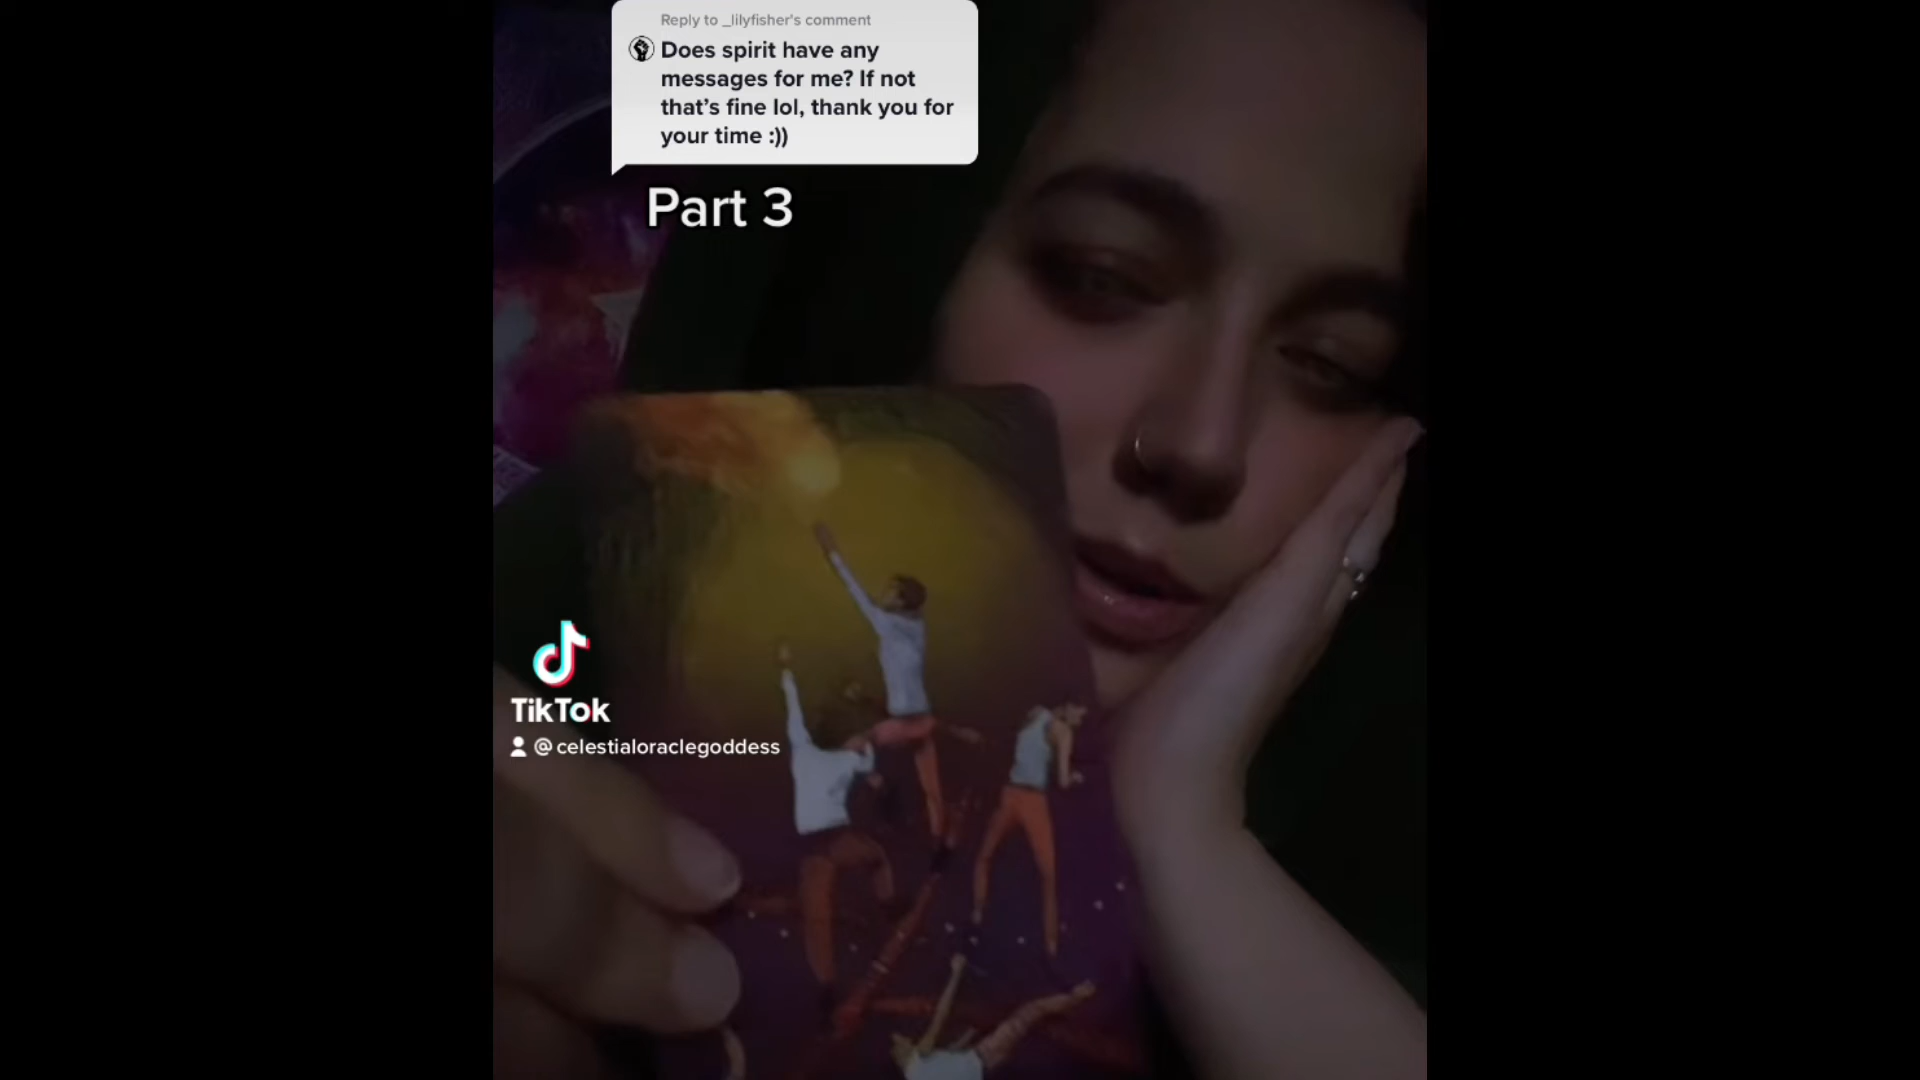 Reply to _lilyfisher's comment
Does spirit have any
messages for me? If not
that’s fine lol, thank you for
your time :))
Part 3
TikTok
@celestialoraclegoddess